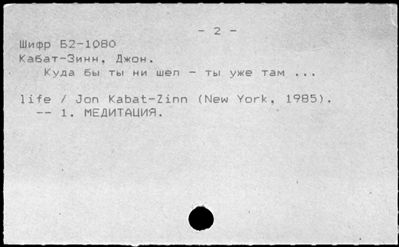 - 2 -
Шифр Б2-1080
Кабат-Зинн, Джон.
Куда бы ты ни шел - ты уже там ...
life / Jon Kabat-Zinn (New York, 1985).
-- 1. МЕДИТАЦИЯ.